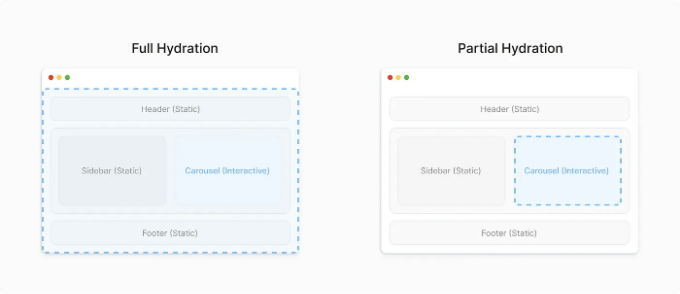 Full Hydration
Header (Static)
Sidebar (Static)
Carousel (Interactive)
Footer (Static)
Partial Hydration
Header (Static)
Sidebar (Static)
Carousel (Interactive)
Footer (Static)